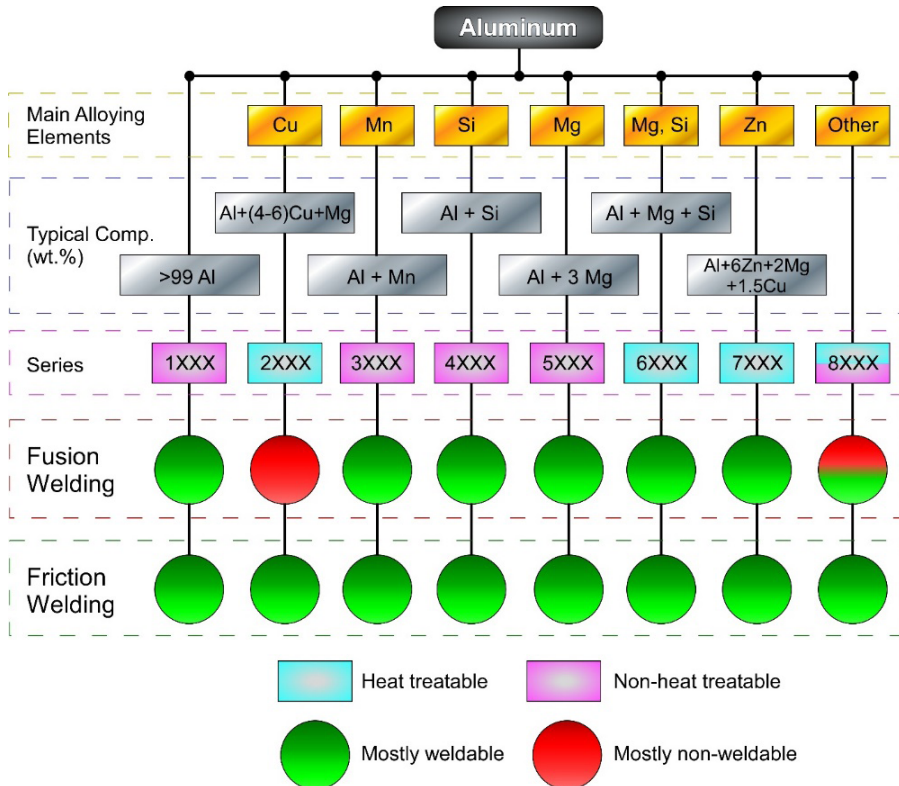 Aluminum
Main Alloying
Elements
Cu
Mn
Si
Mg
Mg, Si
Zn
Other
Typical Comp.
(wt.%)
Al+(4-6)Cu+Mg
Al + Si
Al + Mg + Si
>99 Al
Al + Mn
Al + 3 Mg
Al+6Zn+2Mg
+1.5Cu
Series
1XXX
2XXX
3XXX
4XXX
5XXX
6XXX
7XXX
8XXX
Fusion
Welding
Friction
Welding
Heat treatable
Non-heat treatable
Mostly weldable
Mostly non-weldable